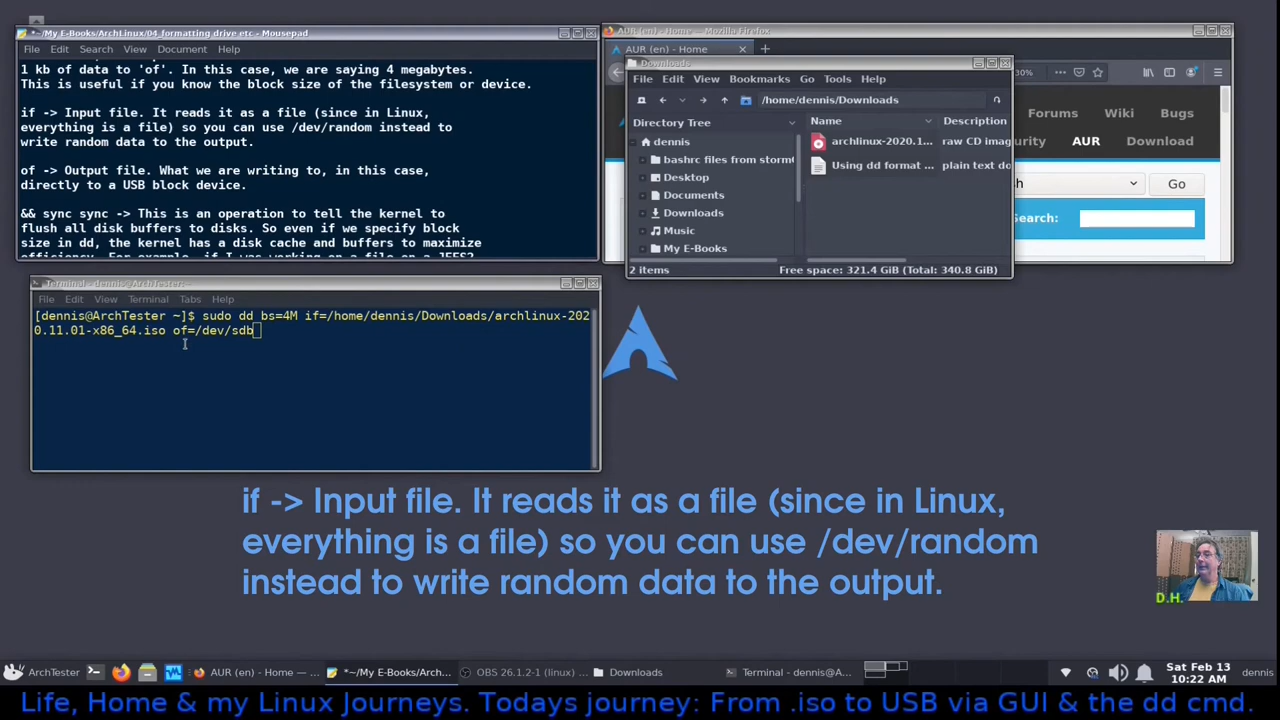 *~/My E-Books/ArchLinux/04_formatting drive etc - Mousepad
File Edit Search View Document Help
1 kb of data to 'of'. In this case, we are saying 4 megabytes.
This is useful if you know the block size of the filesystem or device.
if -> Input file. It reads it as a file (since in Linux,
everything is a file) so you can use /dev/random instead to
write random data to the output.
of -> Output file. What we are writing to, in this case,
directly to a USB block device.
&& sync sync -> This is an operation to tell the kernel to
flush all disk buffers to disks. So even if we specify block
size in dd, the kernel has a disk cache and buffers to maximize
efficiency. For example, if I was working on a file on a
AUR (en) - Home — Mozilla Firefox
AUR (en) - Home
30%
Forums Wiki Bugs
AUR Download
Go
Search:
Downloads
File Edit View Bookmarks Go Tools Help
/home/dennis/Downloads
Directory Tree
Name Description
dennis
bashrc files from storm
Desktop
Documents
Downloads
Music
My E-Books
archlinux-2020.1... raw CD imag
Using dd format ... plain text do
2 items Free space: 321.4 GiB (Total: 340.8 GiB)
Terminal - dennis@ArchTester:~
File Edit View Terminal Tabs Help
[dennis@ArchTester ~]$ sudo dd bs=4M if=/home/dennis/Downloads/archlinux-202
0.11.01-x86_64.iso of=/dev/sdb
if -> Input file. It reads it as a file (since in Linux,
everything is a file) so you can use /dev/random
instead to write random data to the output.
D.H.
ArchTester
AUR (en) - Home — ...
*~/My E-Books/Arch...
OBS 26.1.2-1 (linux) ...
Downloads
Terminal - dennis@A...
Sat Feb 13
10:22 AM
dennis
Life, Home & my Linux Journeys. Todays journey: From .iso to USB via GUI & the dd cmd.